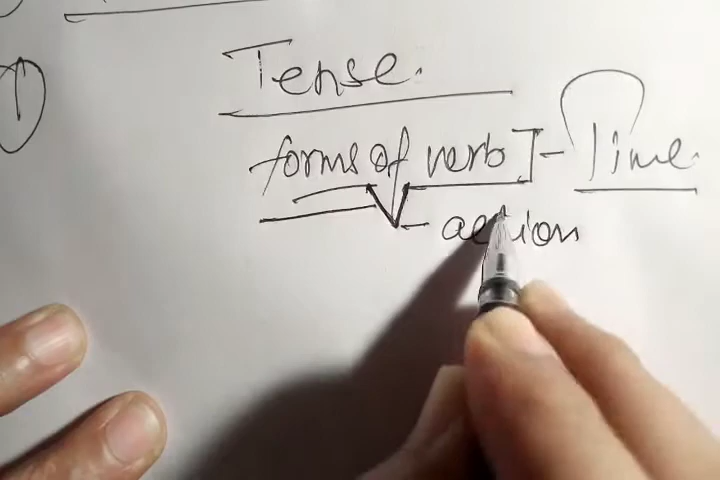 Tense.
forms of verb] - Time.
- action